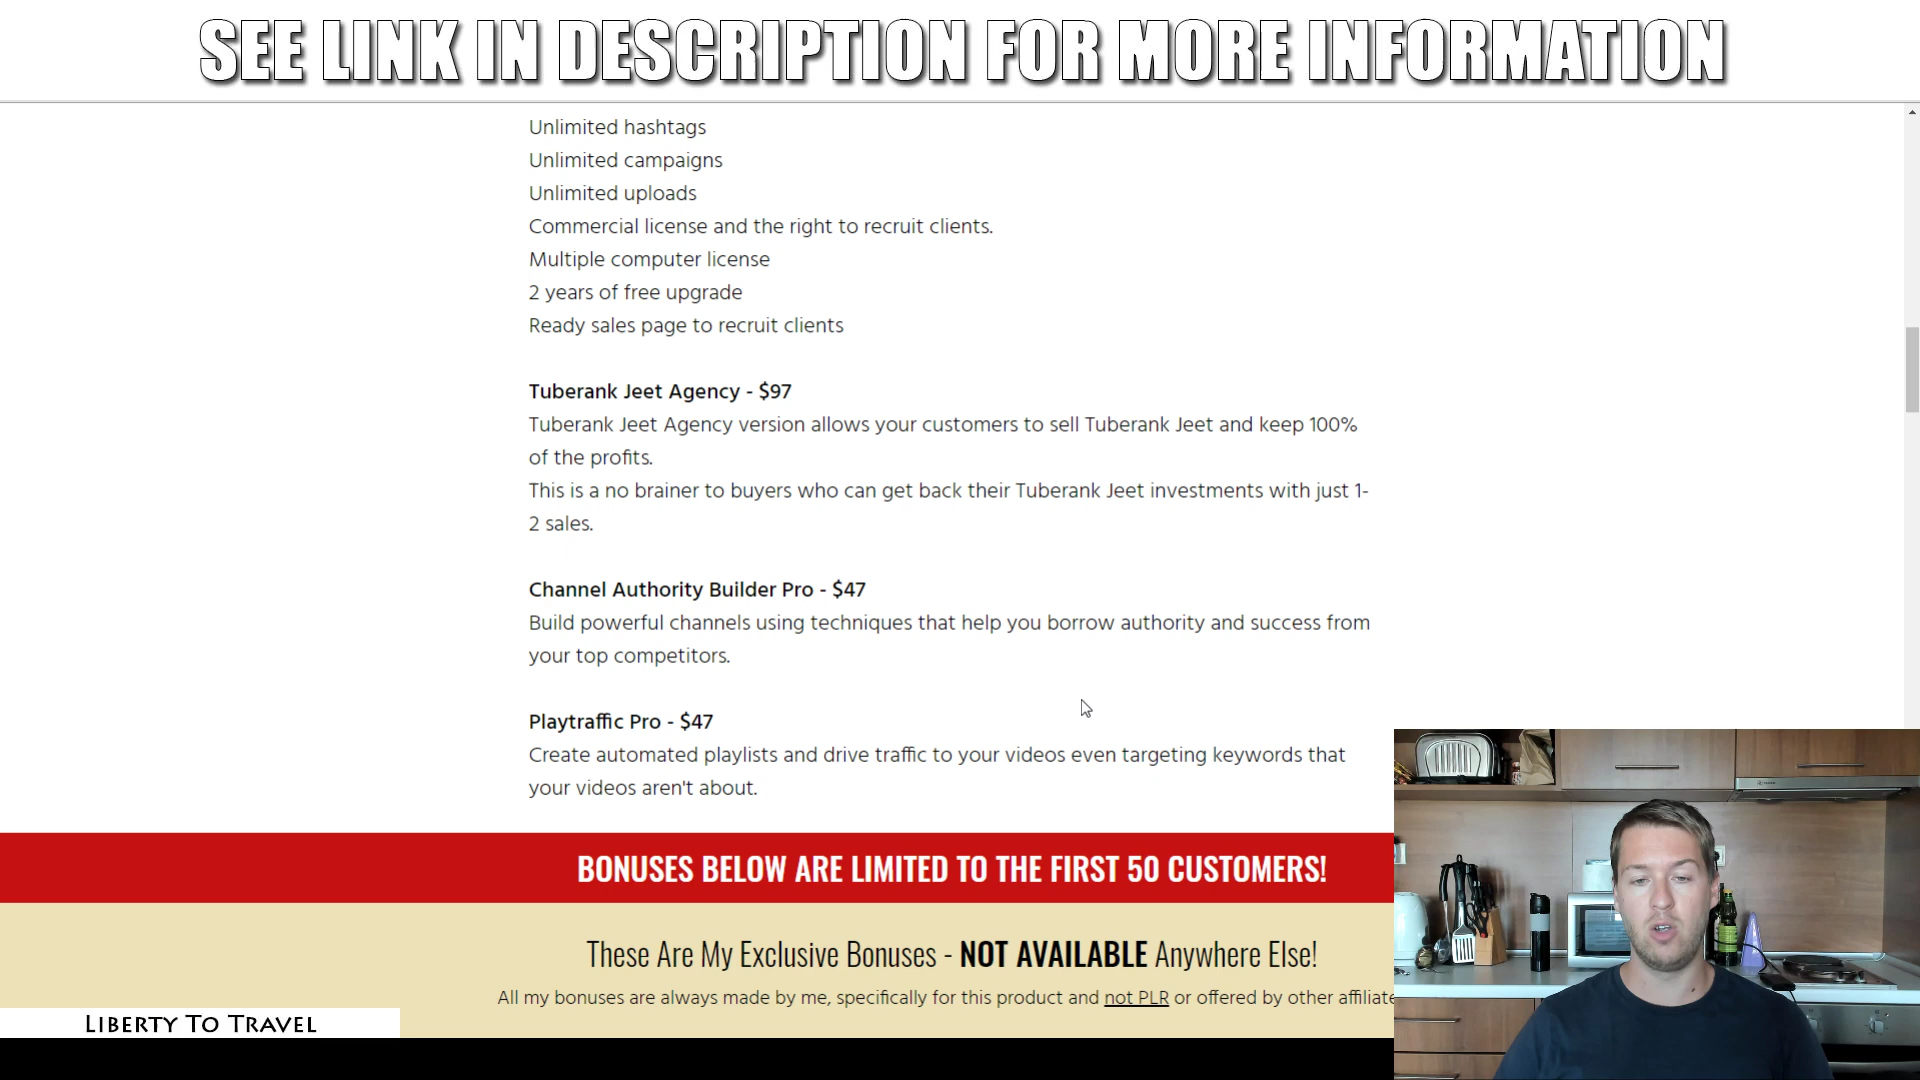 SEE LINK IN DESCRIPTION FOR MORE INFORMATION
Unlimited hashtags
Unlimited campaigns
Unlimited uploads
Commercial license and the right to recruit clients.
Multiple computer license
2 years of free upgrade
Ready sales page to recruit clients
Tuberank Jeet Agency - $97
Tuberank Jeet Agency version allows your customers to sell Tuberank Jeet and keep 100%
of the profits.
This is a no brainer to buyers who can get back their Tuberank Jeet investments with just 1-
2 sales.
Channel Authority Builder Pro - $47
Build powerful channels using techniques that help you borrow authority and success from
your top competitors.
Playtraffic Pro - $47
Create automated playlists and drive traffic to your videos even targeting keywords that
your videos aren't about.
BONUSES BELOW ARE LIMITED TO THE FIRST 50 CUSTOMERS!
These Are My Exclusive Bonuses - NOT AVAILABLE Anywhere Else!
All my bonuses are always made by me, specifically for this product and not PLR or offered by other affiliate
LIBERTY TO TRAVEL